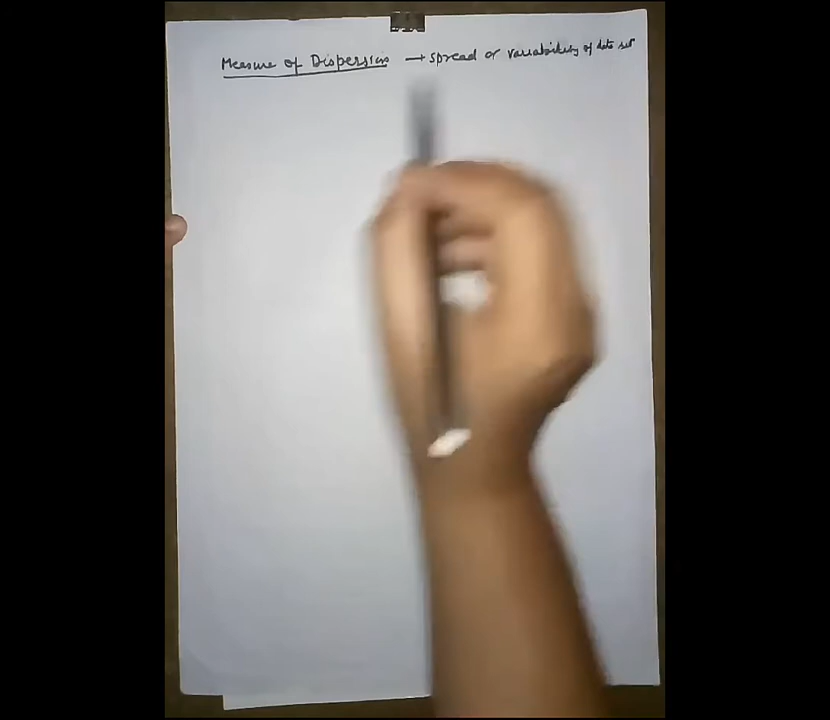 Measure of Dispersion → spread or variability of data set